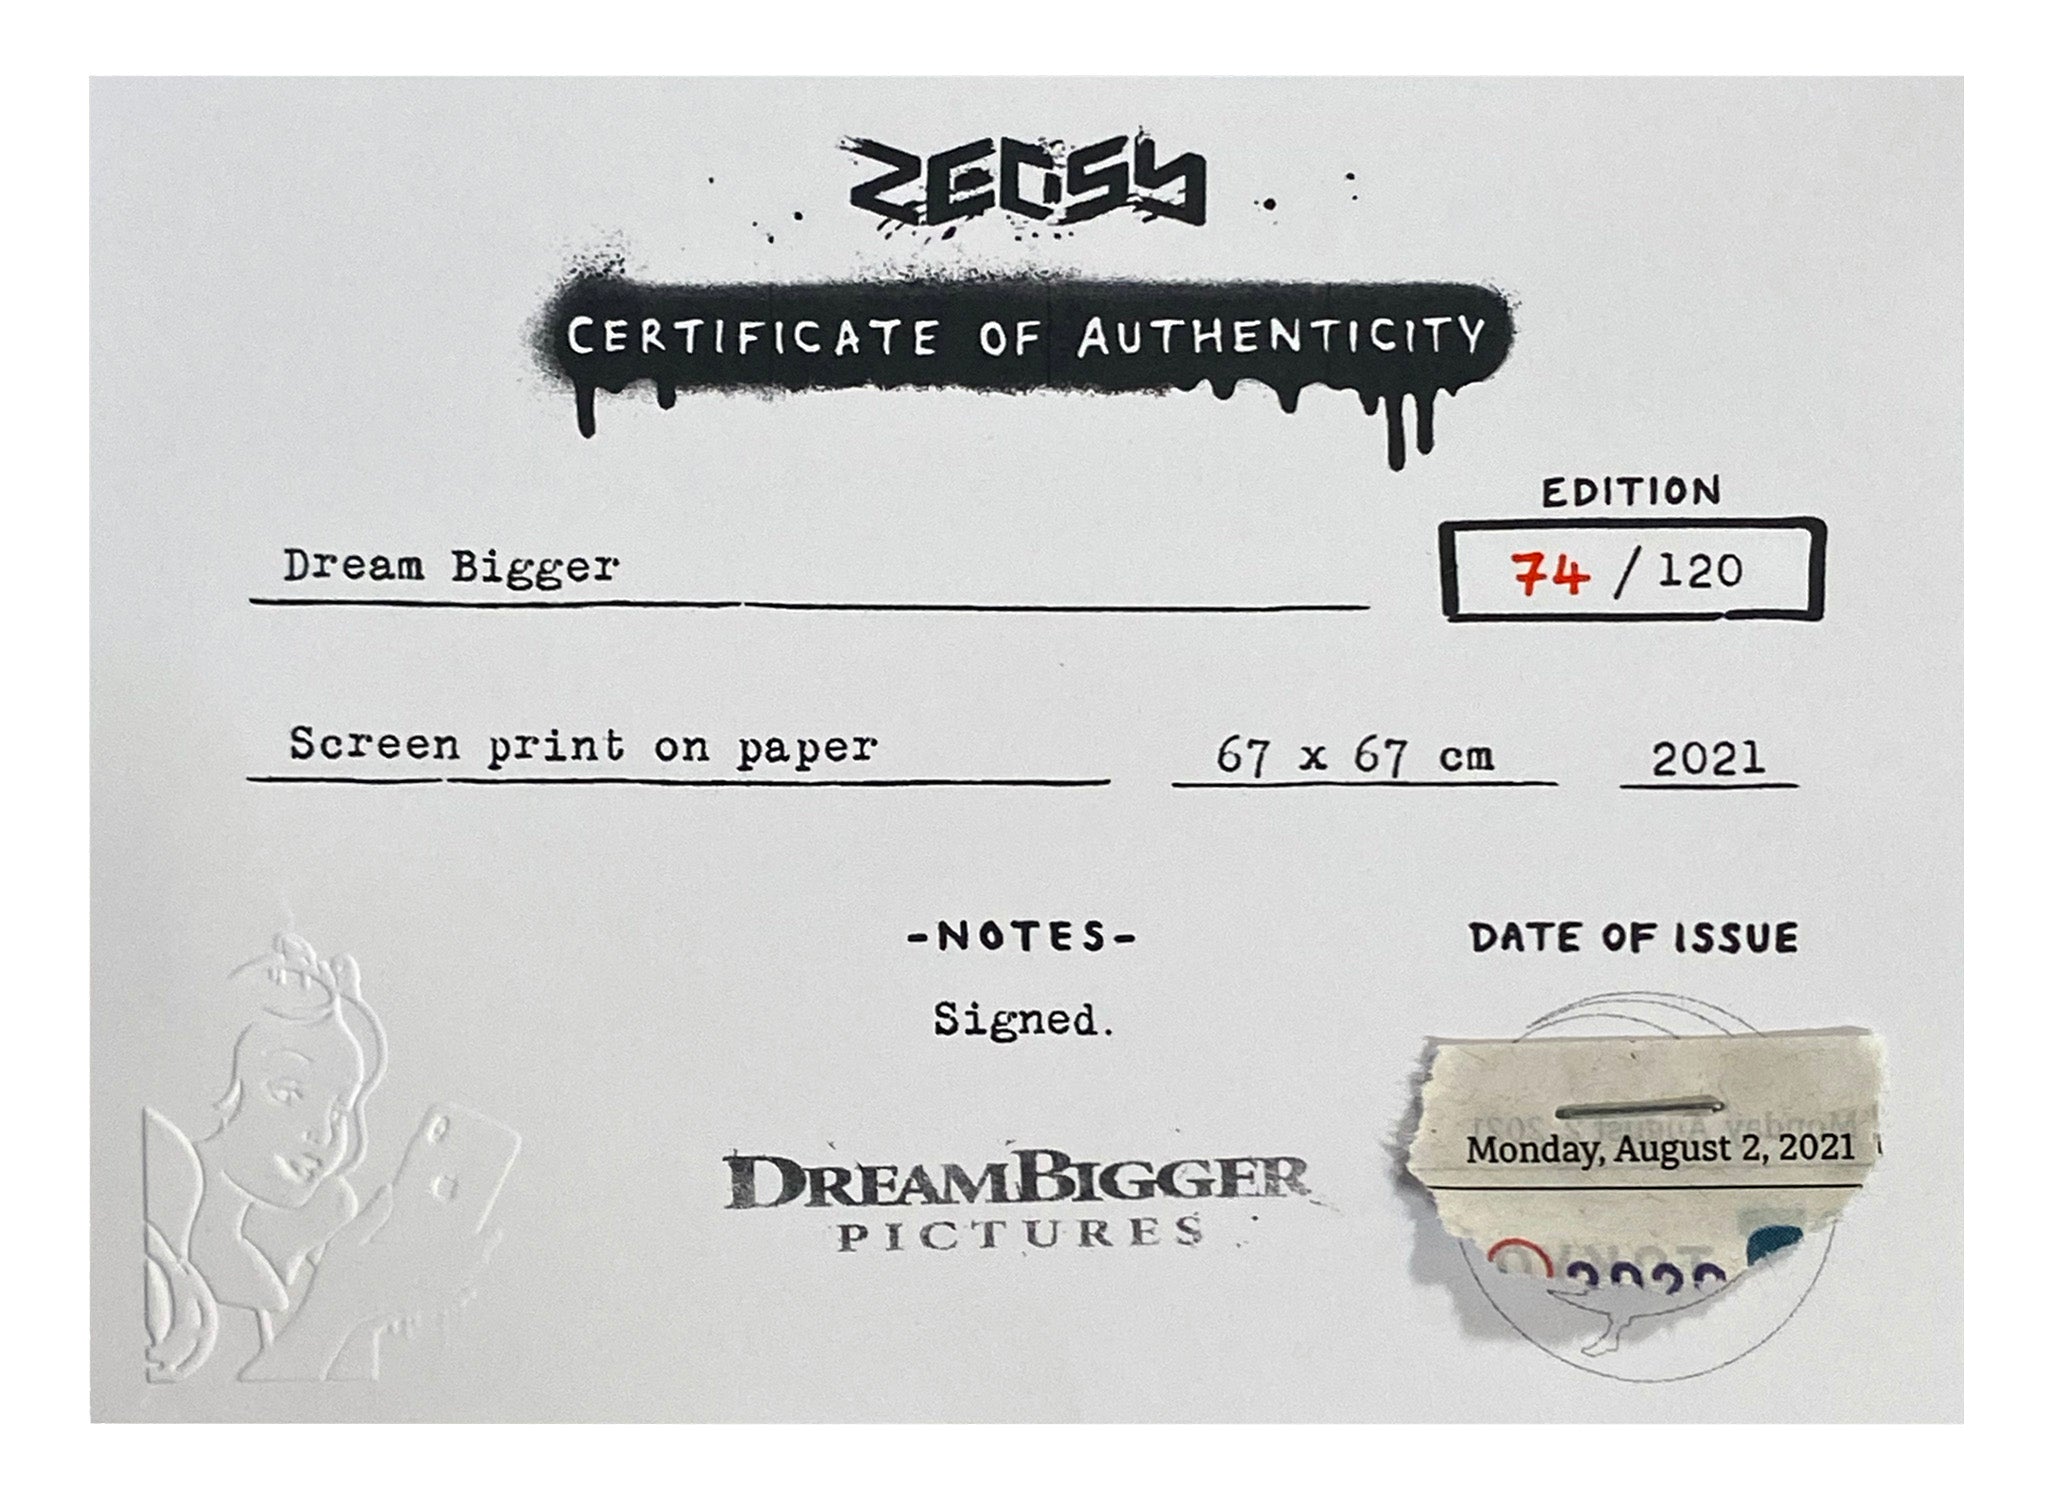 ZEDSY
CERTIFICATE OF AUTHENTICITY
EDITION
Dream Bigger
74 / 120
Screen print on paper
67 x 67 cm
2021
-NOTES-
DATE OF ISSUE
Signed.
Monday, August 2, 2021
DREAMBIGGER
PICTURES